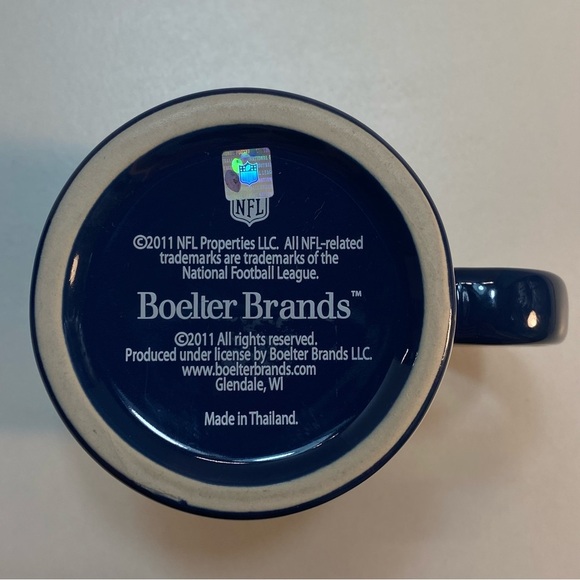 NFL
©2011 NFL Properties LLC. All NFL-related
trademarks are trademarks of the
National Football League.
Boelter Brands™
©2011 All rights reserved.
Produced under license by Boelter Brands LLC.
www.boelterbrands.com
Glendale, WI
Made in Thailand.